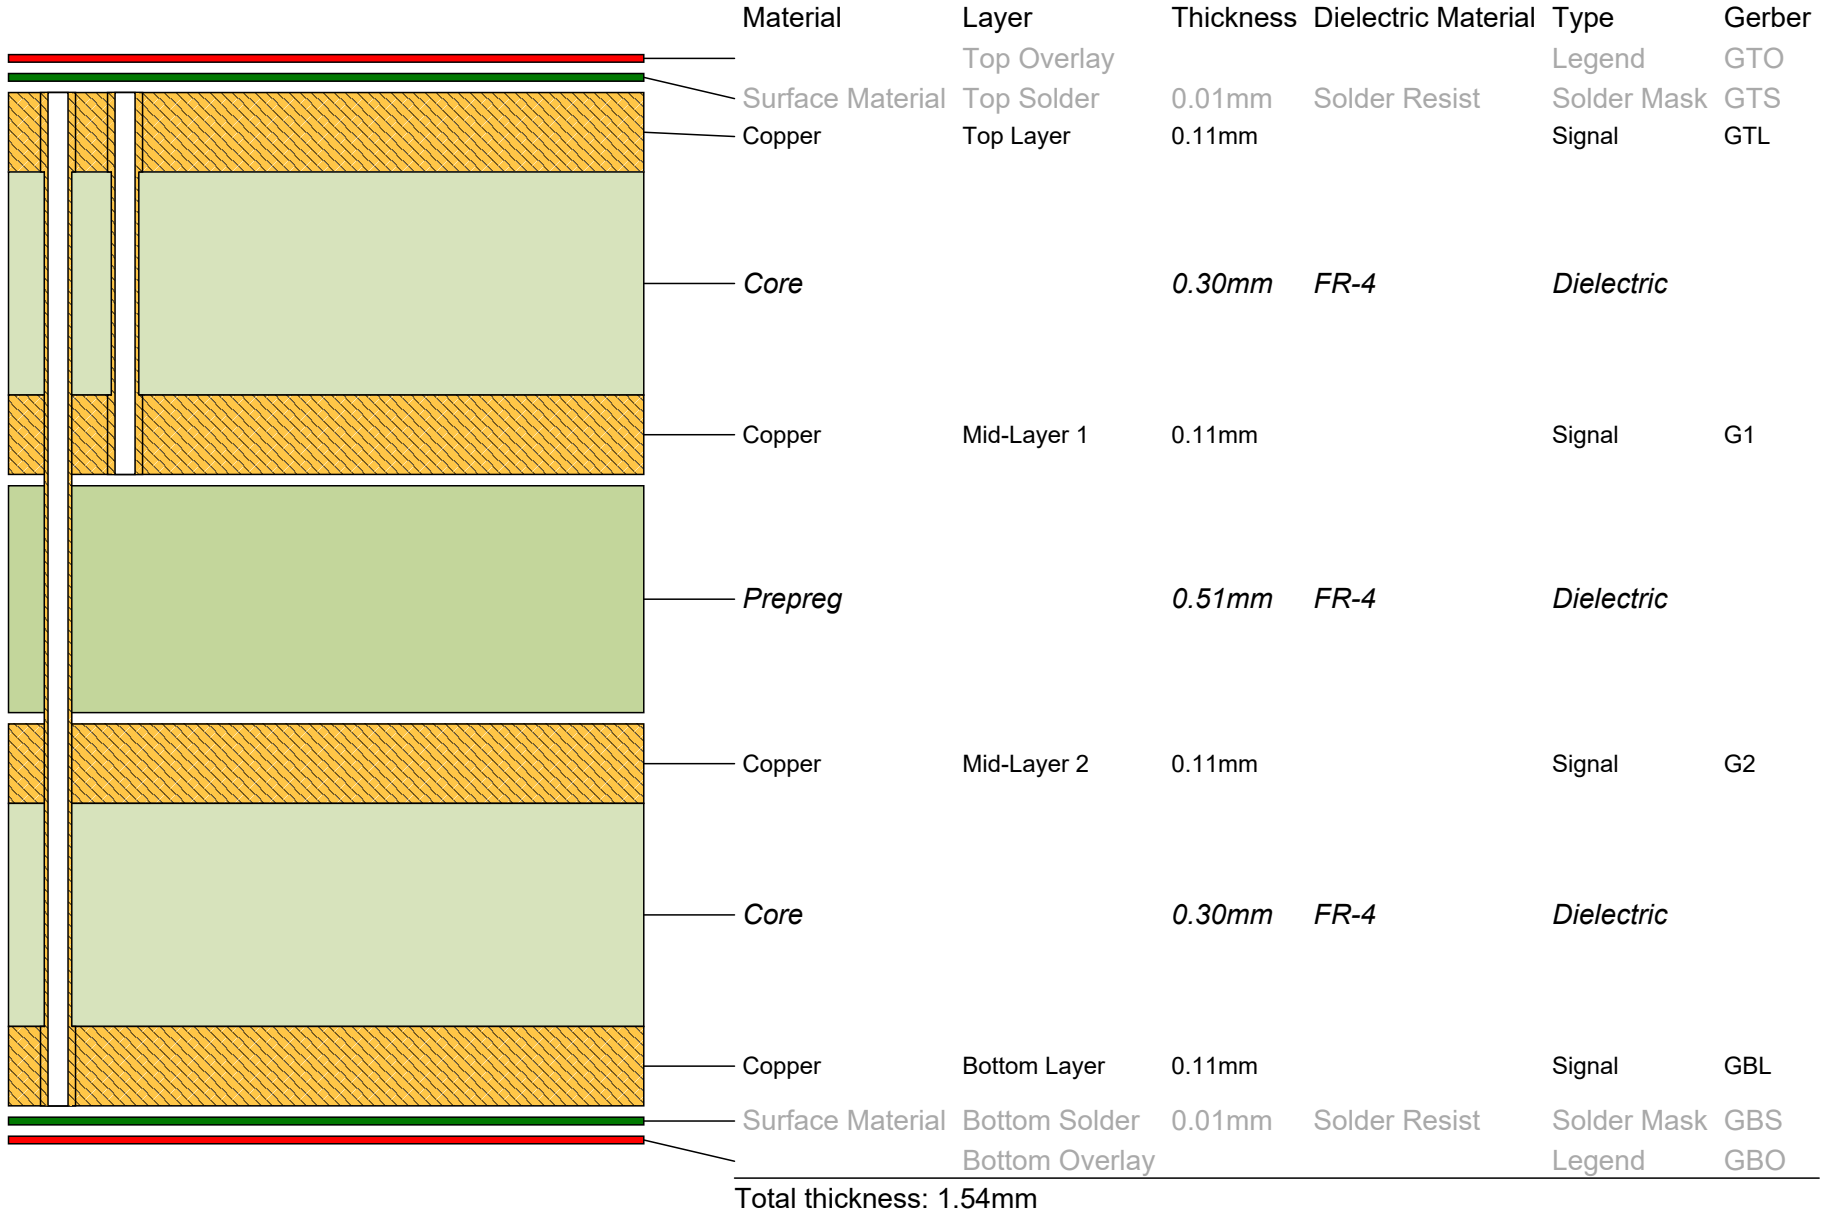 Material Layer Thickness Dielectric Material Type Gerber
Top Overlay Legend GTO
Surface Material Top Solder 0.01mm Solder Resist Solder Mask GTS
Copper Top Layer 0.11mm Signal GTL
Core 0.30mm FR-4 Dielectric
Copper Mid-Layer 1 0.11mm Signal G1
Prepreg 0.51mm FR-4 Dielectric
Copper Mid-Layer 2 0.11mm Signal G2
Core 0.30mm FR-4 Dielectric
Copper Bottom Layer 0.11mm Signal GBL
Surface Material Bottom Solder 0.01mm Solder Resist Solder Mask GBS
Bottom Overlay Legend GBO
Total thickness: 1.54mm